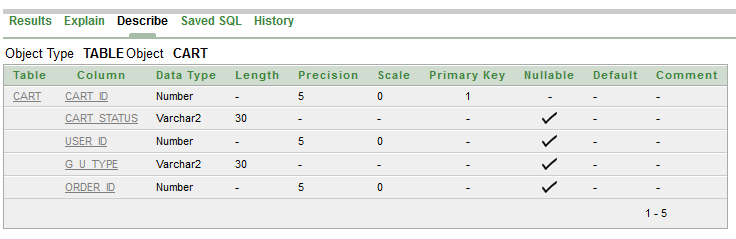 Results Explain Describe Saved SQL History
Object Type TABLE Object CART
Table Column Data Type Length Precision Scale Primary Key Nullable Default Comment
CART CART_ID Number - 5 0 1 - - -
CART_STATUS Varchar2 30 - - - - -
USER_ID Number - 5 0 - - -
G_U_TYPE Varchar2 30 - - - - -
ORDER_ID Number - 5 0 - - -
1 - 5